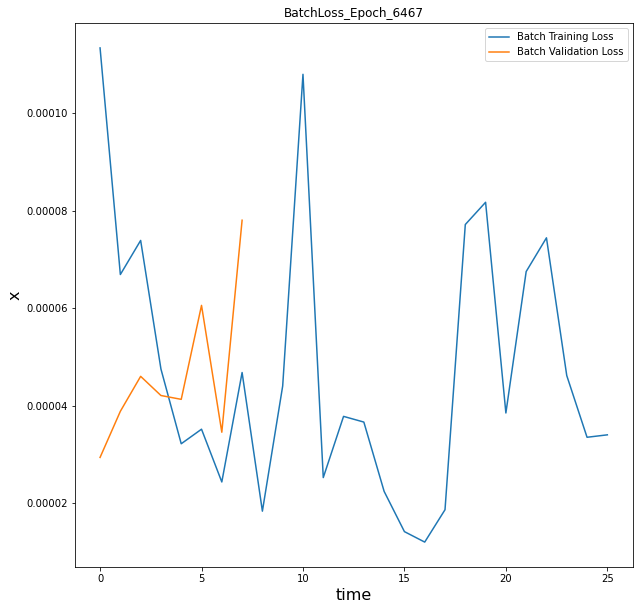 BatchLoss_Epoch_6467
Batch Training Loss
Batch Validation Loss
0.00010
0.00008
0.00006
0.00004
0.00002
x
0 5 10 15 20 25
time